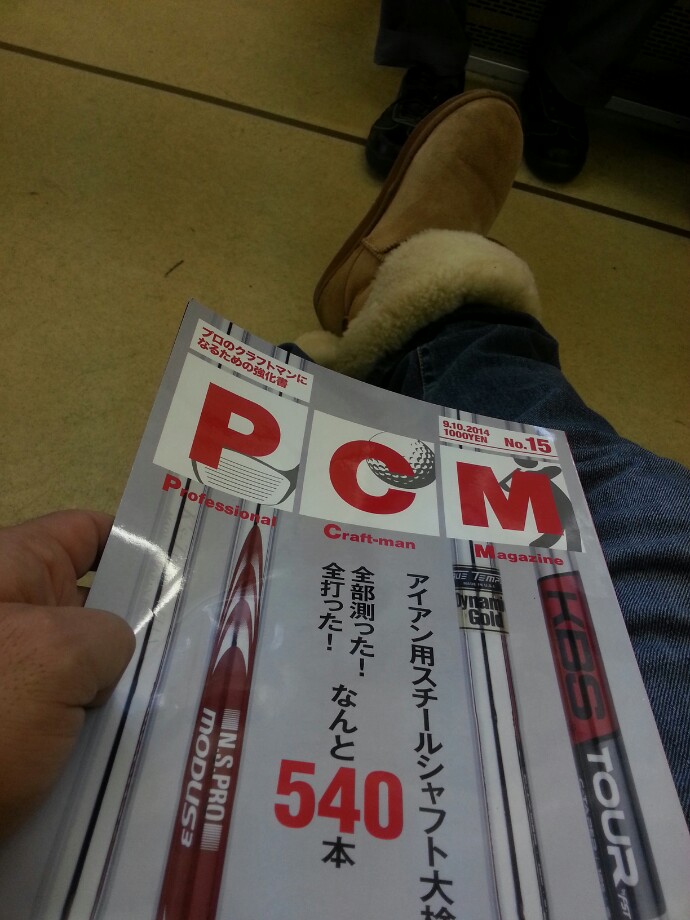 プロのクラフトマンに
なるための強化書
P C M
9.10.2014
1000YEN No.15
Professional
Craft-man
Magazine
アイアン用スチールシャフト大検
全部測った!
全打った!
なんと
540
本
N.S.PRO
MODUS3
Dynamic
Gold
KBS
TOUR